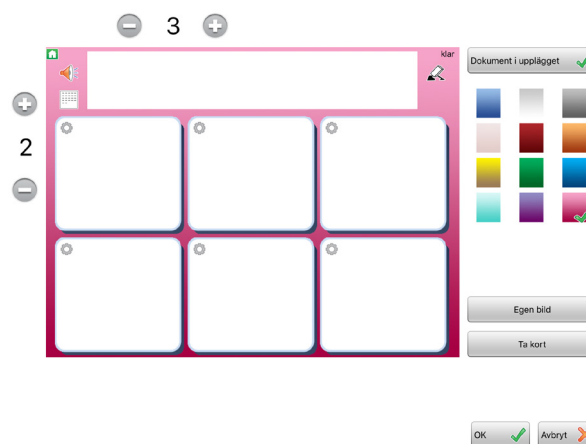 3
klar
Dokument i upplägget
2
Egen bild
Ta kort
OK
Avbryt